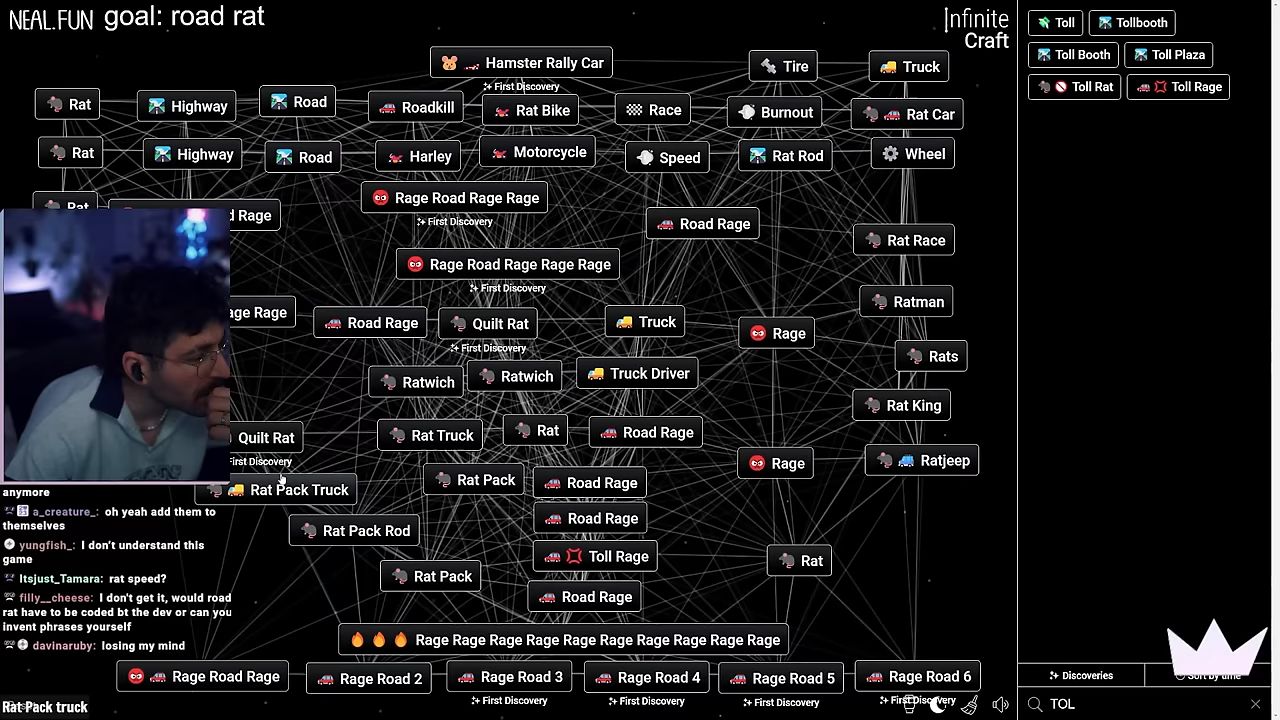 NEAL.FUN goal: road rat
Infinite
Craft
Hamster Rally Car
First Discovery
Tire
Truck
Rat
Highway
Road
Roadkill
Rat Bike
Race
Burnout
Rat Car
Rat
Highway
Road
Harley
Motorcycle
Speed
Rat Rod
Wheel
Rat
d Rage
Rage Road Rage Rage
First Discovery
Road Rage
Rat Race
Rage Road Rage Rage Rage
First Discovery
Ratman
age Rage
Road Rage
Quilt Rat
First Discovery
Truck
Rage
Rats
Ratwich
Ratwich
Truck Driver
Rat King
Quilt Rat
First Discovery
Rat Truck
Rat
Road Rage
Rage
Ratjeep
Rat Pack Truck
Rat Pack
Road Rage
Rat Pack Rod
Road Rage
Toll Rage
Rat
Rat Pack
Road Rage
Rage Rage Rage Rage Rage Rage Rage Rage Rage Rage
Rage Road Rage
Rage Road 2
Rage Road 3
First Discovery
Rage Road 4
First Discovery
Rage Road 5
First Discovery
Rage Road 6
First Discovery
anymore
a_creature_: oh yeah add them to
themselves
yungfish_: I don't understand this
game
Itsjust_Tamara: rat speed?
filly__cheese: I don't get it, would road
rat have to be coded bt the dev or can you
invent phrases yourself
davinaruby: losing my mind
Rat Pack truck
Toll
Tollbooth
Toll Booth
Toll Plaza
Toll Rat
Toll Rage
Discoveries
Sort by time
TOL